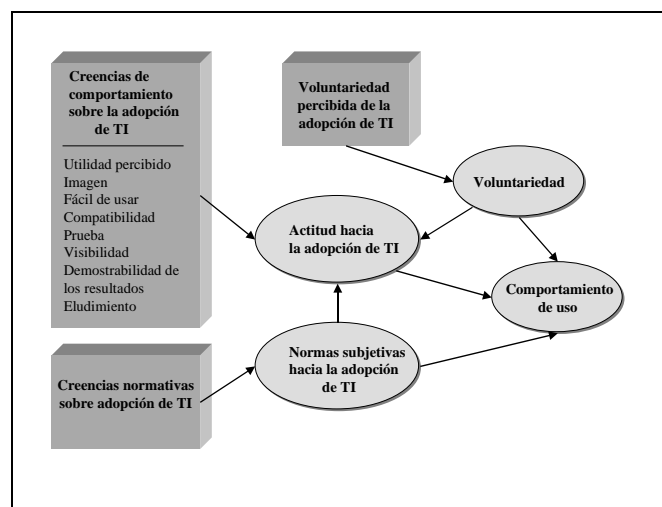 Creencias de
comportamiento
sobre la adopción
de TI
Utilidad percibido
Imagen
Fácil de usar
Compatibilidad
Prueba
Visibilidad
Demostrabilidad de
los resultados
Eludimiento
Voluntariedad
percibida de la
adopción de TI
Voluntariedad
Actitud hacia
la adopción de TI
Comportamiento
de uso
Normas subjetivas
hacia la adopción
de TI
Creencias normativas
sobre adopción de TI